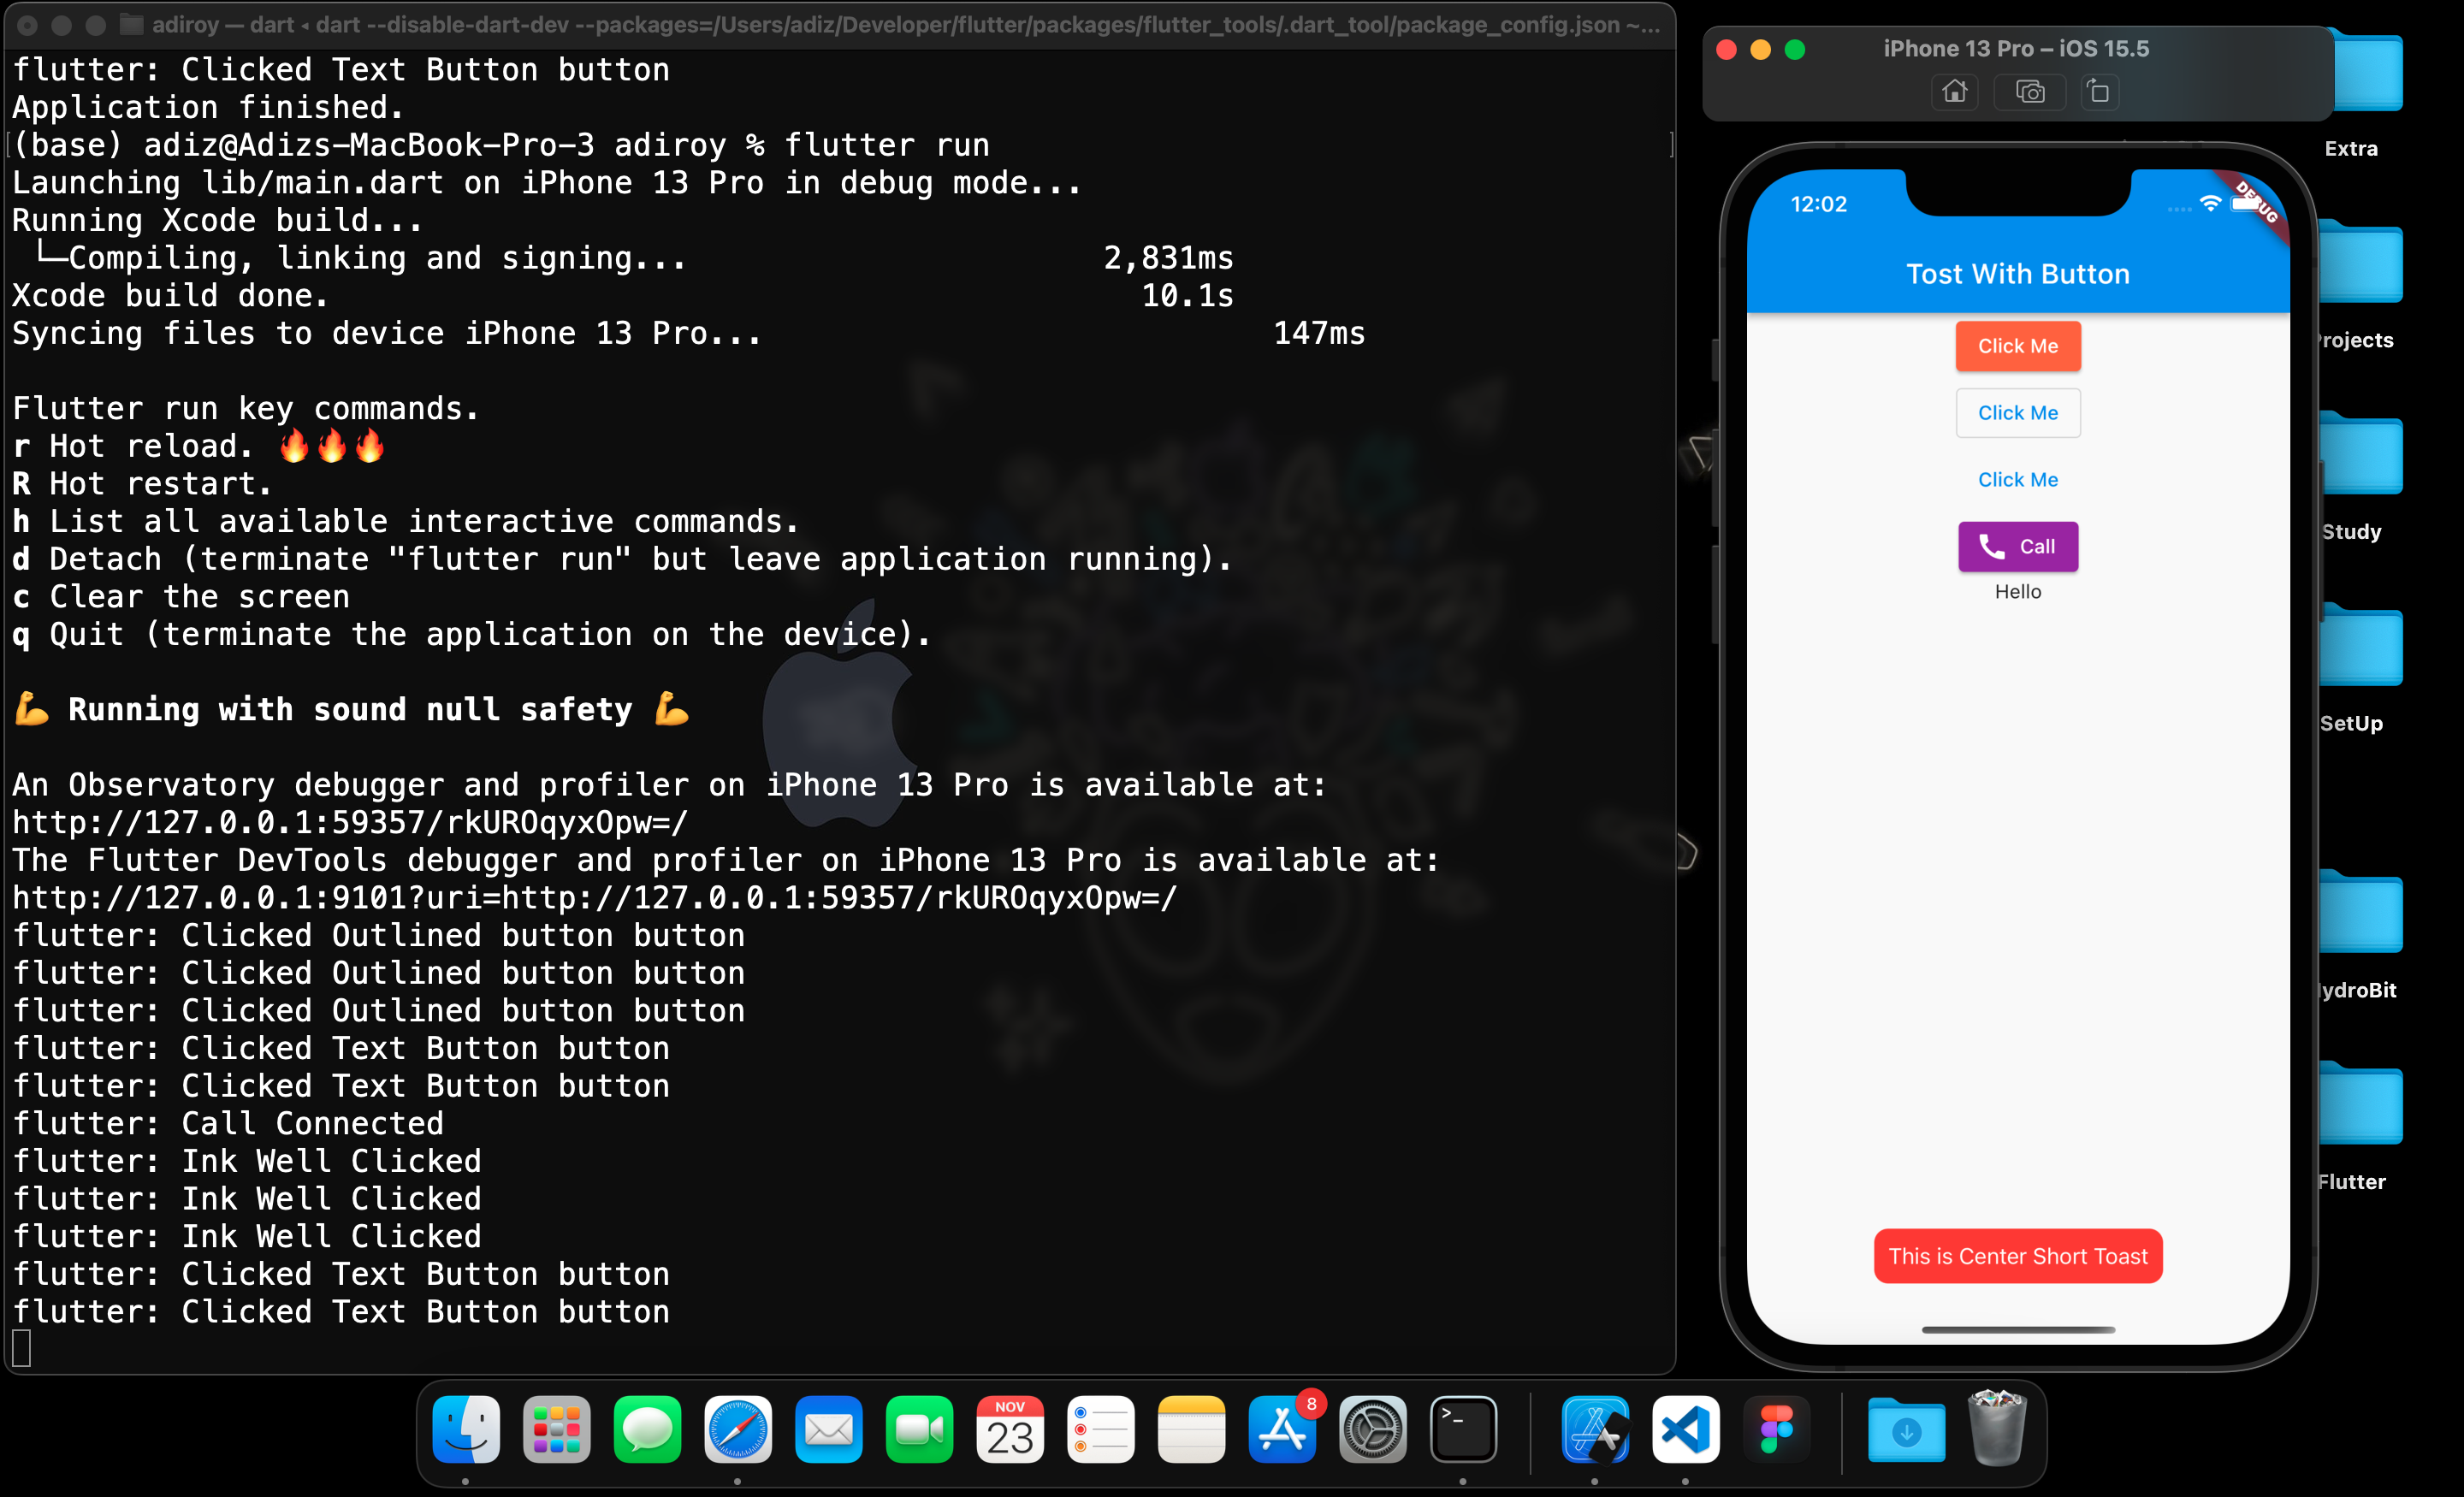 adiroy — dart ◂ dart --disable-dart-dev --packages=/Users/adiz/Developer/flutter/packages/flutter_tools/.dart_tool/package_config.json ~...
flutter: Clicked Text Button button
Application finished.
[(base) adiz@Adizs-MacBook-Pro-3 adiroy % flutter run ]
Launching lib/main.dart on iPhone 13 Pro in debug mode...
Running Xcode build...
└─Compiling, linking and signing... 2,831ms
Xcode build done. 10.1s
Syncing files to device iPhone 13 Pro... 147ms
Flutter run key commands.
r Hot reload. 🔥🔥🔥
R Hot restart.
h List all available interactive commands.
d Detach (terminate "flutter run" but leave application running).
c Clear the screen
q Quit (terminate the application on the device).
💪 Running with sound null safety 💪
An Observatory debugger and profiler on iPhone 13 Pro is available at:
http://127.0.0.1:59357/rkUROqyxOpw=/
The Flutter DevTools debugger and profiler on iPhone 13 Pro is available at:
http://127.0.0.1:9101?uri=http://127.0.0.1:59357/rkUROqyxOpw=/
flutter: Clicked Outlined button button
flutter: Clicked Outlined button button
flutter: Clicked Outlined button button
flutter: Clicked Text Button button
flutter: Clicked Text Button button
flutter: Call Connected
flutter: Ink Well Clicked
flutter: Ink Well Clicked
flutter: Ink Well Clicked
flutter: Clicked Text Button button
flutter: Clicked Text Button button
iPhone 13 Pro – iOS 15.5
12:02
DEBUG
Tost With Button
Click Me
Click Me
Click Me
Call
Hello
This is Center Short Toast
Extra
rojects
Study
SetUp
ydroBit
Flutter
NOV
23
8
>_